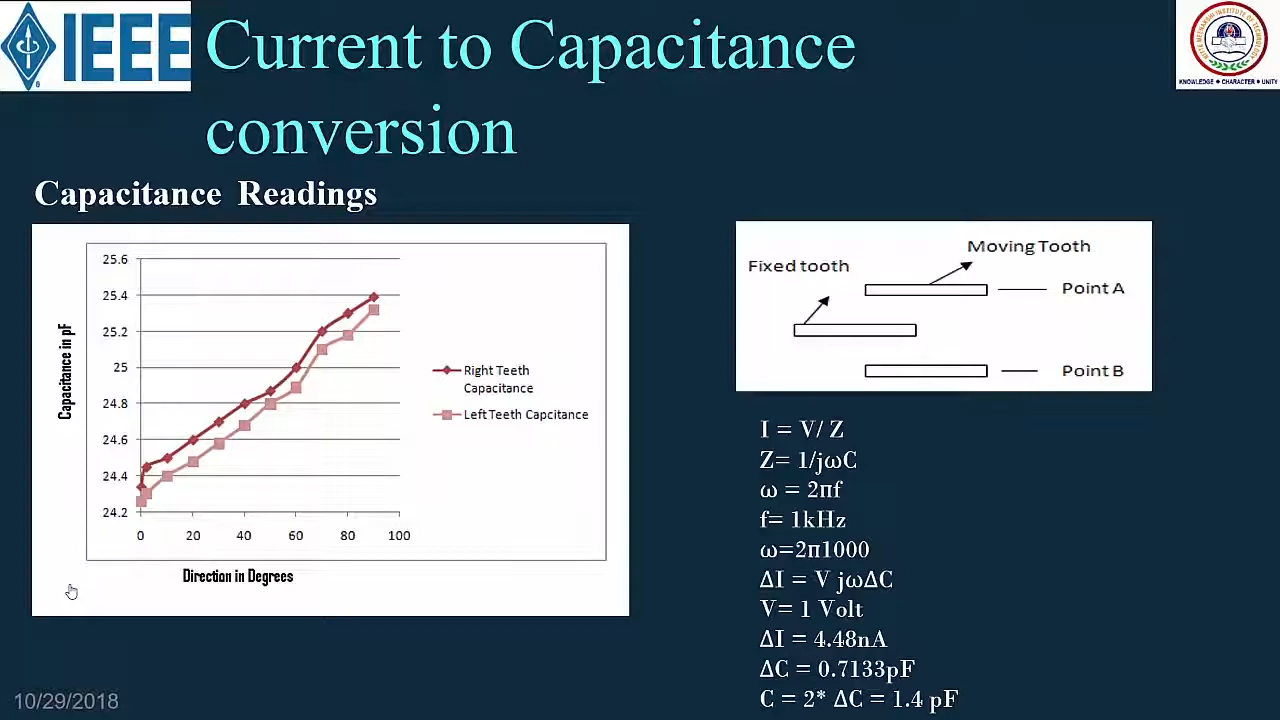 IEEE
Current to Capacitance
conversion
KNOWLEDGE • CHARACTER • UNITY
Capacitance Readings
25.6
25.4
25.2
25
24.8
24.6
24.4
24.2
0 20 40 60 80 100
Capacitance in pF
Direction in Degrees
Right Teeth
Capacitance
Left Teeth Capcitance
Moving Tooth
Fixed tooth
Point A
Point B
I = V/ Z
Z= 1/jωC
ω = 2πf
f= 1kHz
ω=2π1000
ΔI = V jωΔC
V= 1 Volt
ΔI = 4.48nA
ΔC = 0.7133pF
C = 2* ΔC = 1.4 pF
10/29/2018